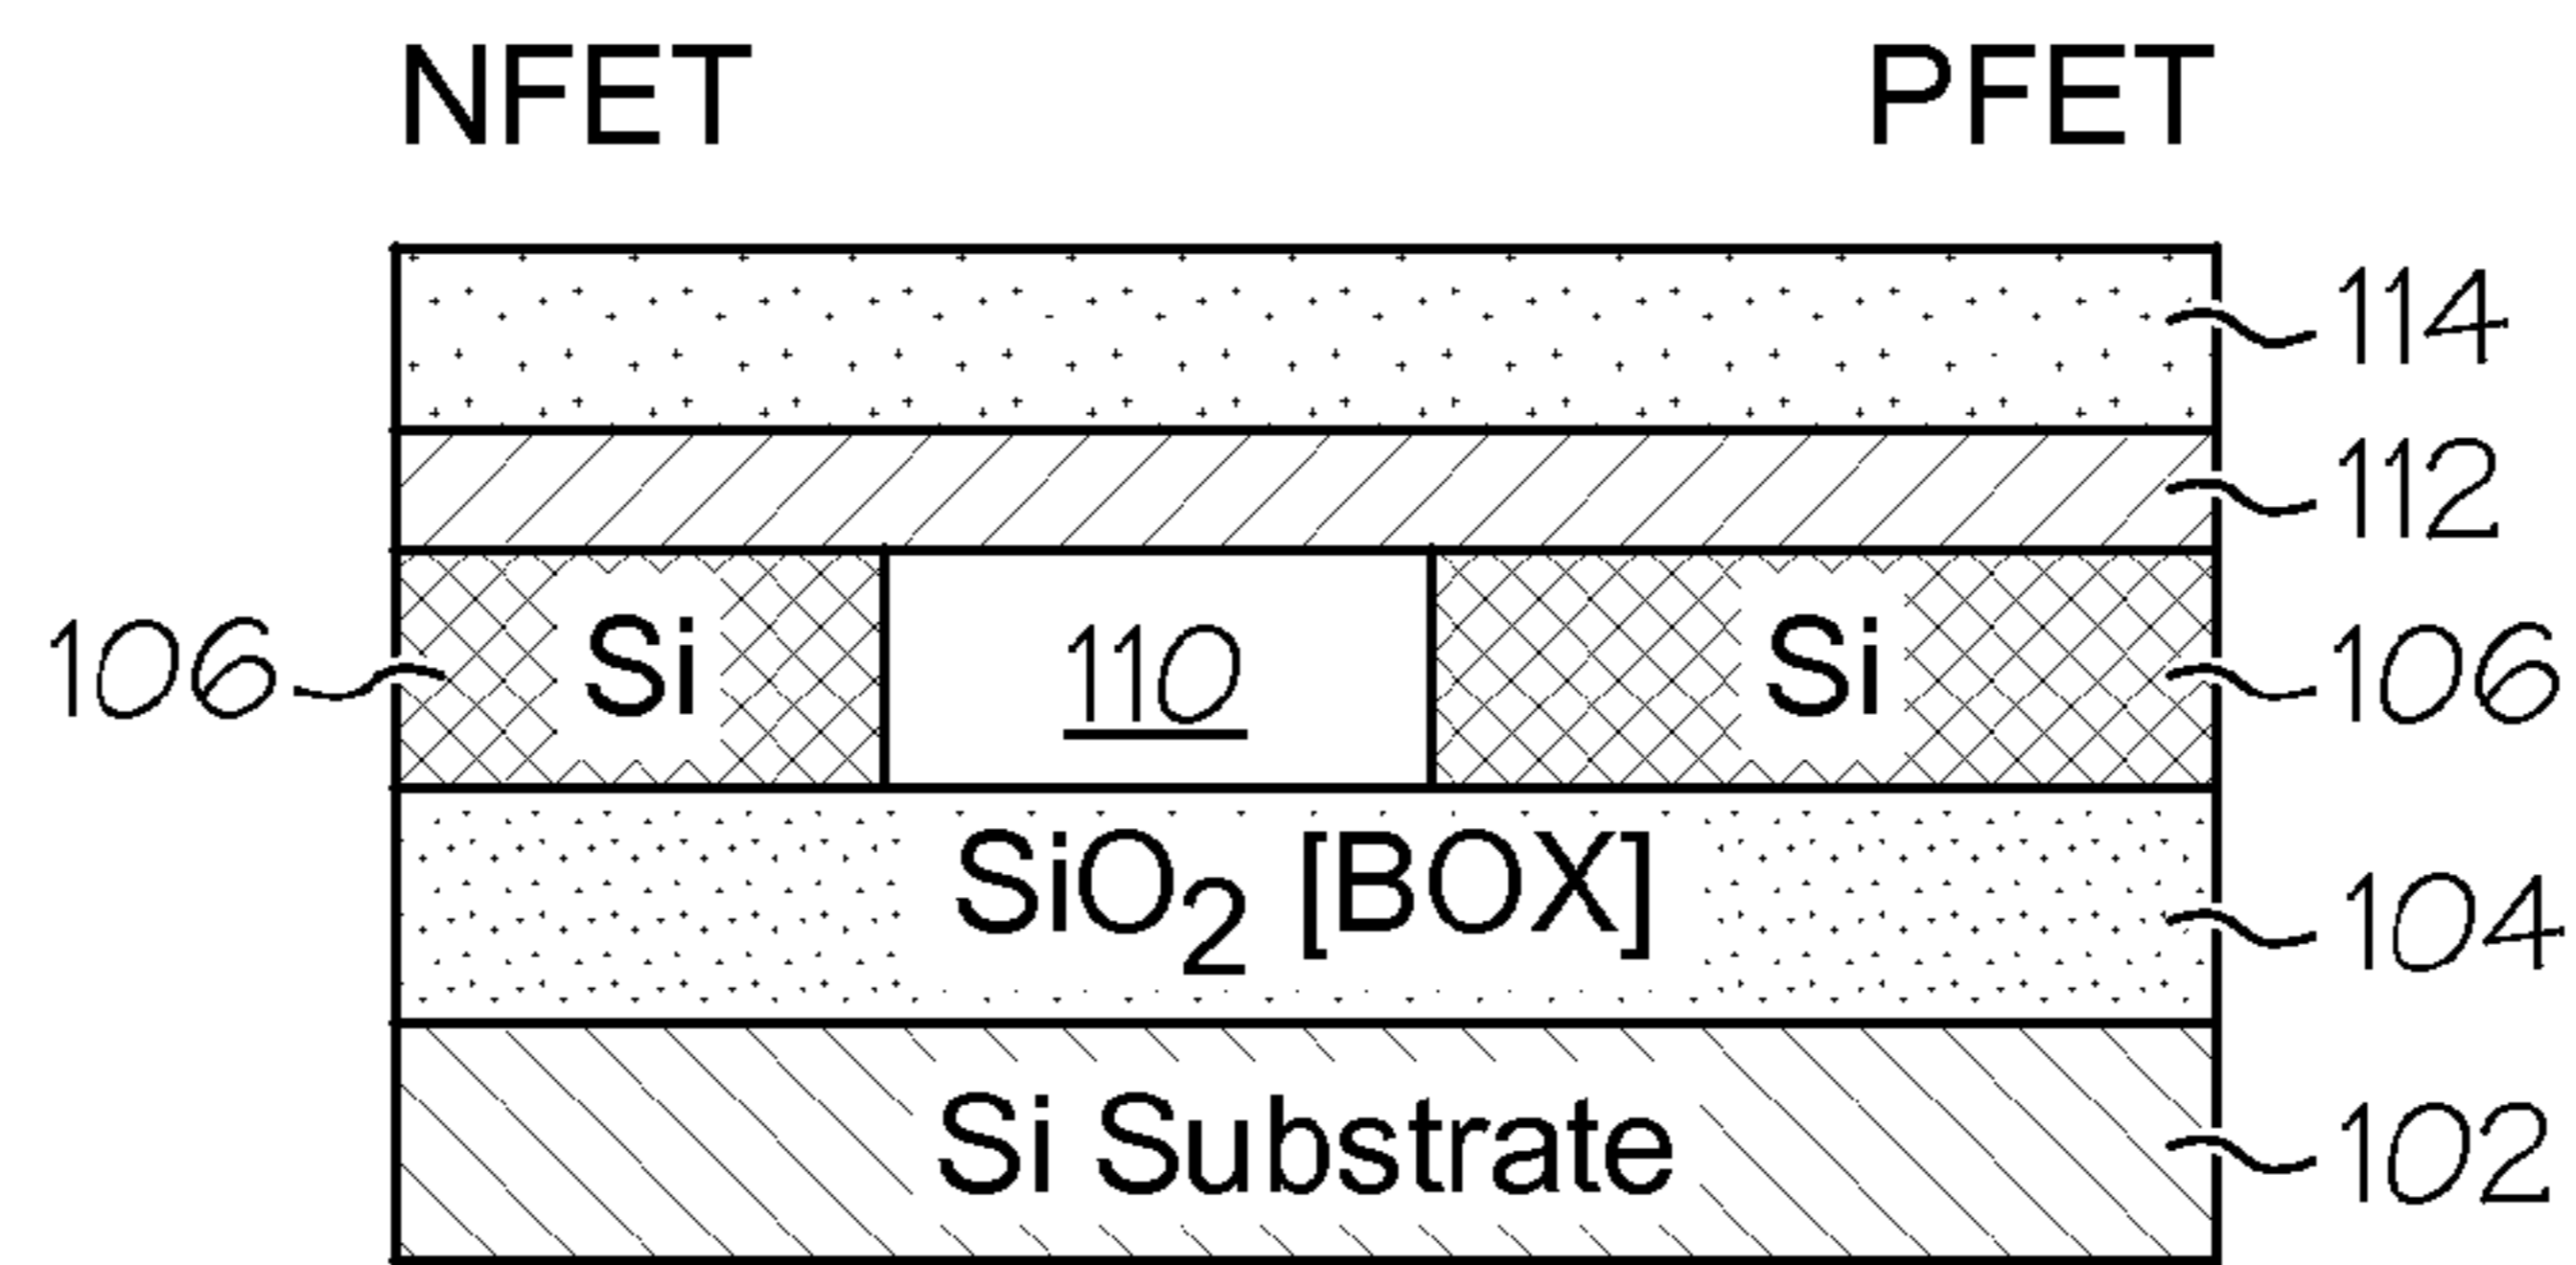 NFET PFET
114
112
106 Si 110 Si 106
SiO2 [BOX] 104
Si Substrate 102